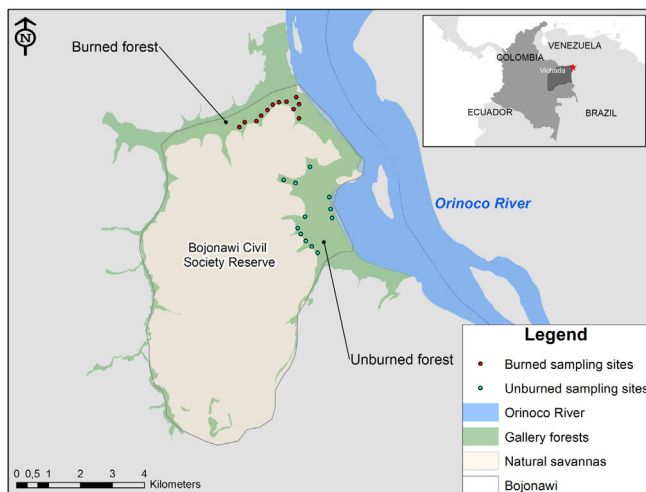 N
Burned forest
VENEZUELA
COLOMBIA
Vichada
ECUADOR
BRAZIL
Orinoco River
Bojonawi Civil
Society Reserve
Unburned forest
Legend
Burned sampling sites
Unburned sampling sites
Orinoco River
Gallery forests
Natural savannas
Bojonawi
0 0,5 1 2 3 4
Kilometers